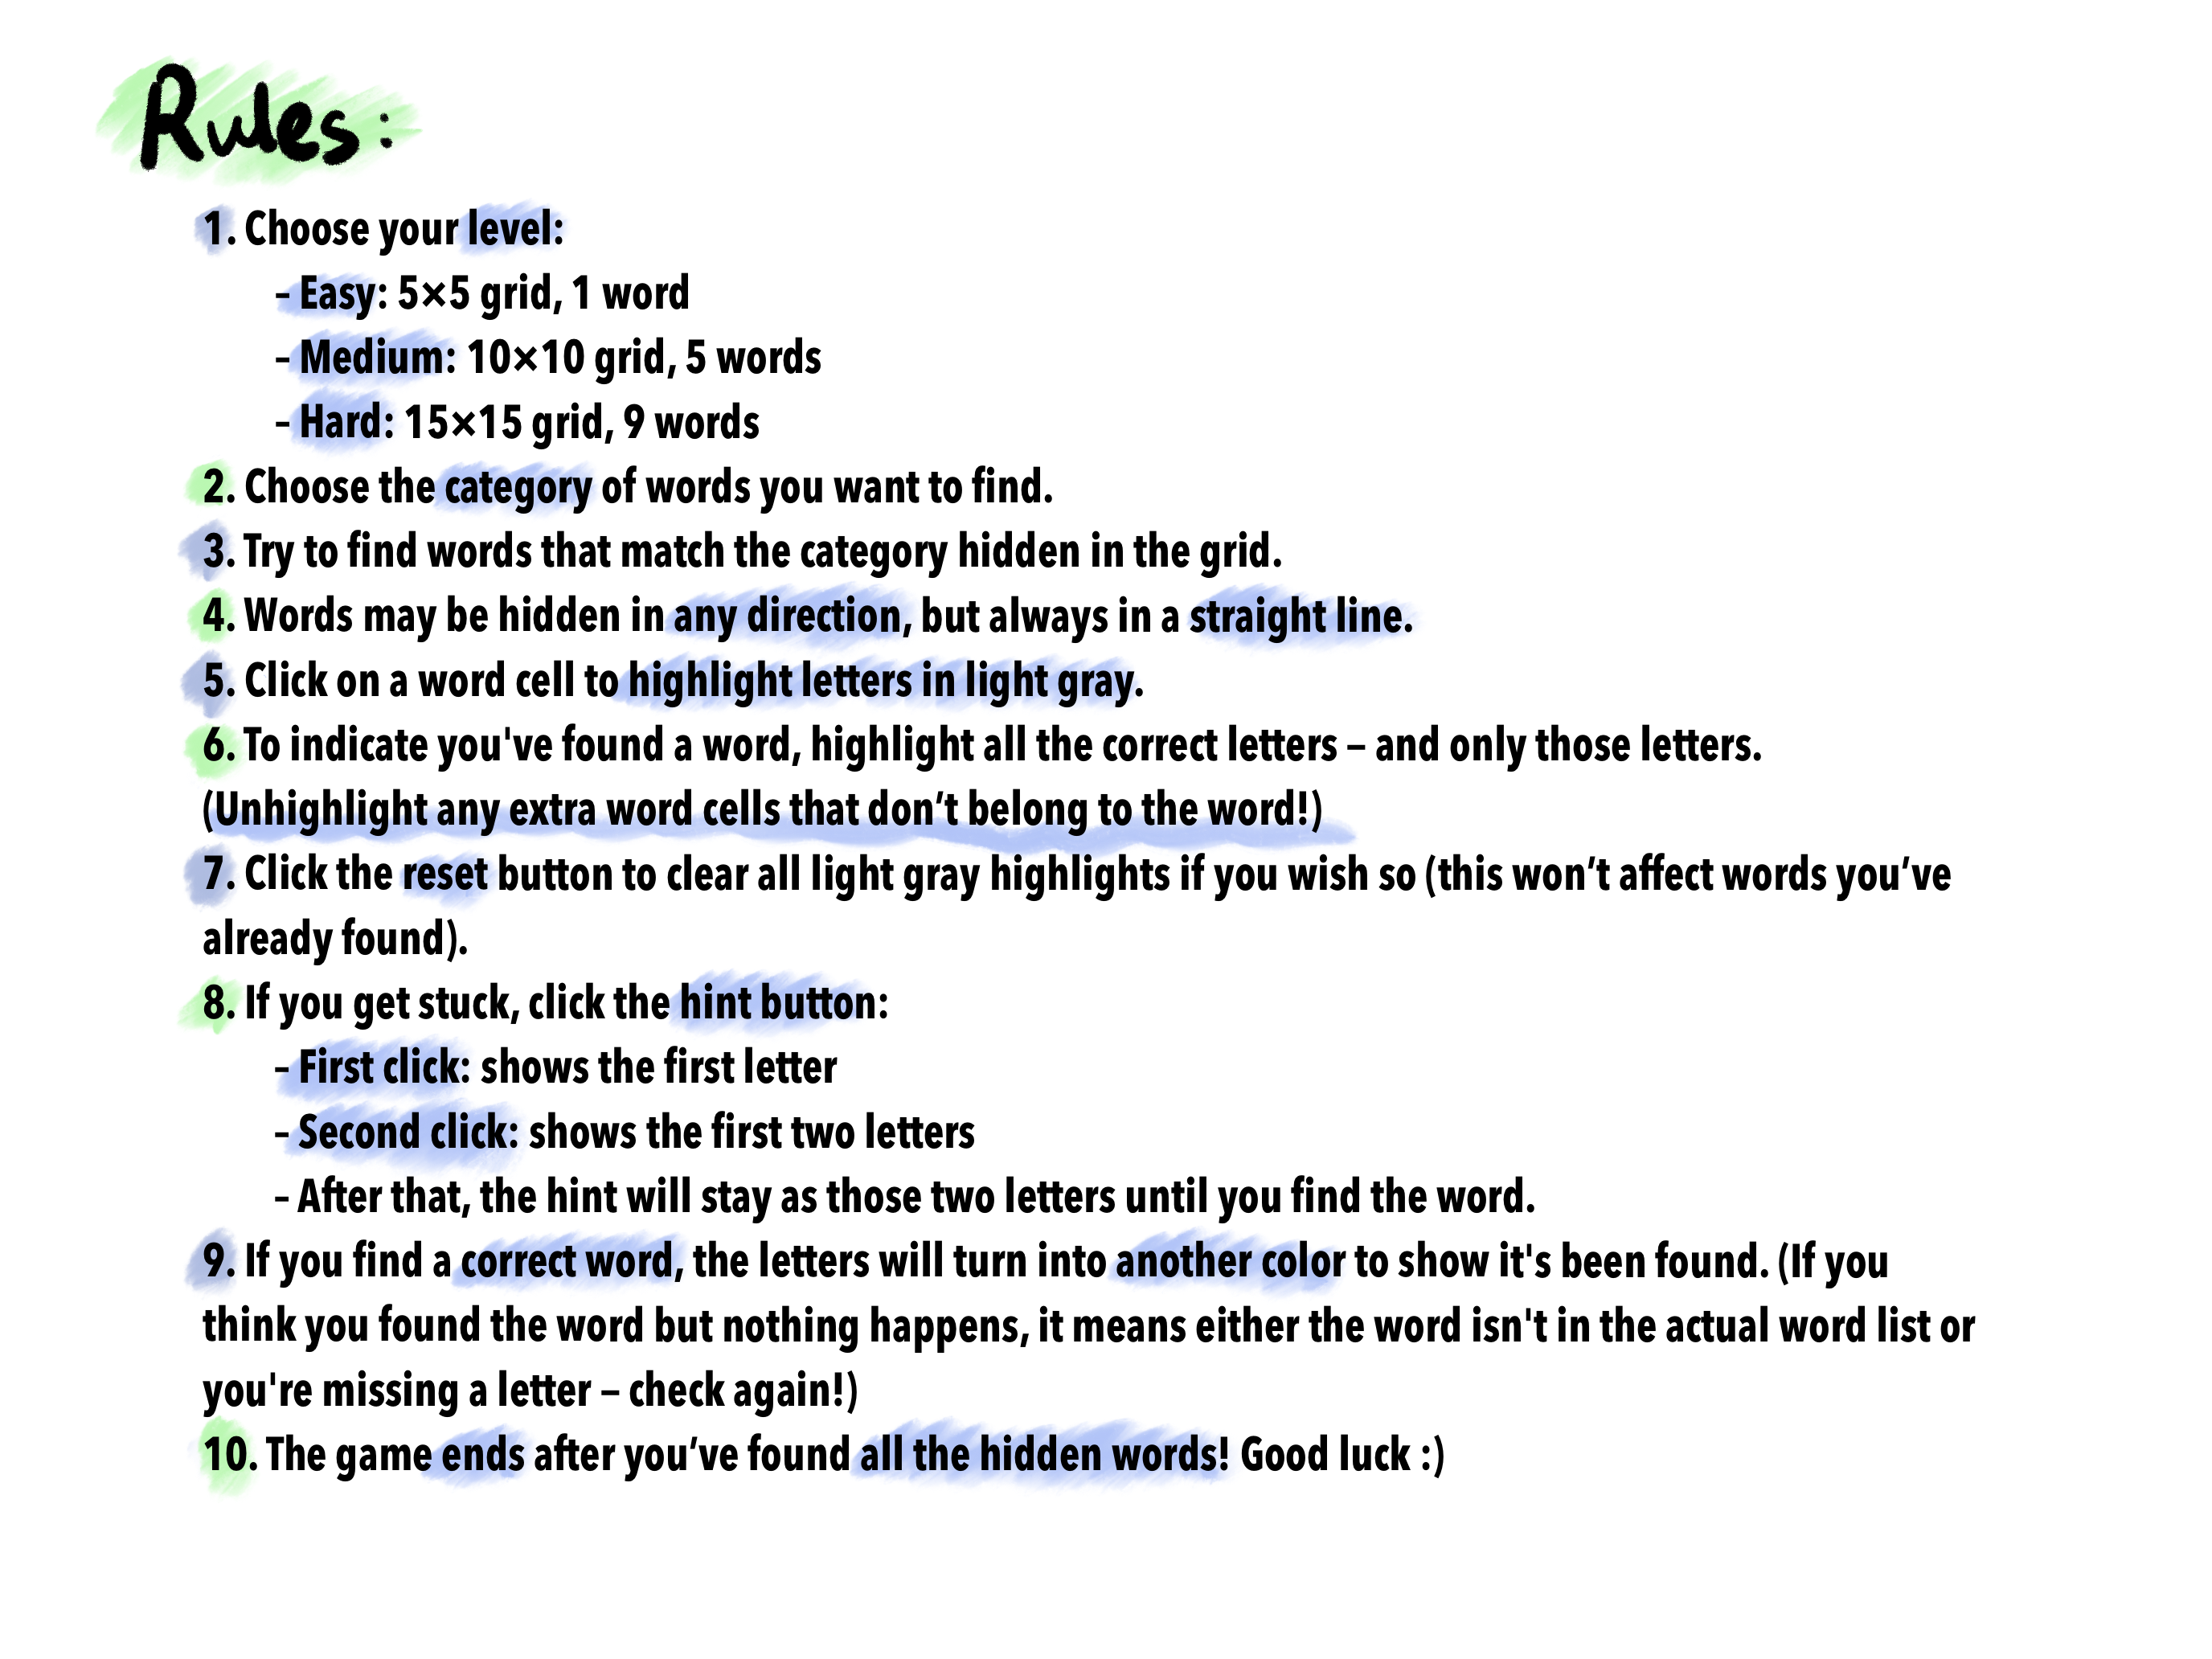 Rules:
1. Choose your level:
– Easy: 5×5 grid, 1 word
– Medium: 10×10 grid, 5 words
– Hard: 15×15 grid, 9 words
2. Choose the category of words you want to find.
3. Try to find words that match the category hidden in the grid.
4. Words may be hidden in any direction, but always in a straight line.
5. Click on a word cell to highlight letters in light gray.
6. To indicate you've found a word, highlight all the correct letters – and only those letters.
(Unhighlight any extra word cells that don’t belong to the word!)
7. Click the reset button to clear all light gray highlights if you wish so (this won’t affect words you’ve
already found).
8. If you get stuck, click the hint button:
– First click: shows the first letter
– Second click: shows the first two letters
– After that, the hint will stay as those two letters until you find the word.
9. If you find a correct word, the letters will turn into another color to show it's been found. (If you
think you found the word but nothing happens, it means either the word isn't in the actual word list or
you're missing a letter – check again!)
10. The game ends after you’ve found all the hidden words! Good luck :)